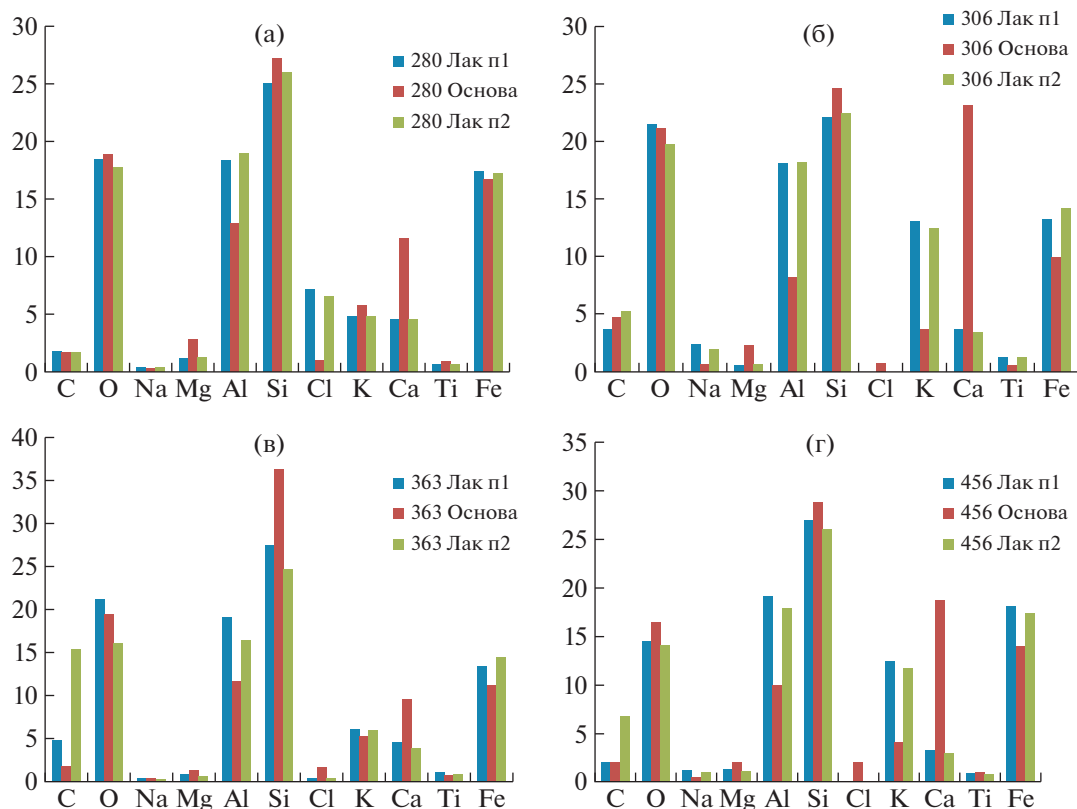 (а)
280 Лак п1
280 Основа
280 Лак п2
30
25
20
15
10
5
0
C O Na Mg Al Si Cl K Ca Ti Fe
(б)
306 Лак п1
306 Основа
306 Лак п2
30
25
20
15
10
5
0
C O Na Mg Al Si Cl K Ca Ti Fe
(в)
363 Лак п1
363 Основа
363 Лак п2
40
35
30
25
20
15
10
5
0
C O Na Mg Al Si Cl K Ca Ti Fe
(г)
456 Лак п1
456 Основа
456 Лак п2
35
30
25
20
15
10
5
0
C O Na Mg Al Si Cl K Ca Ti Fe